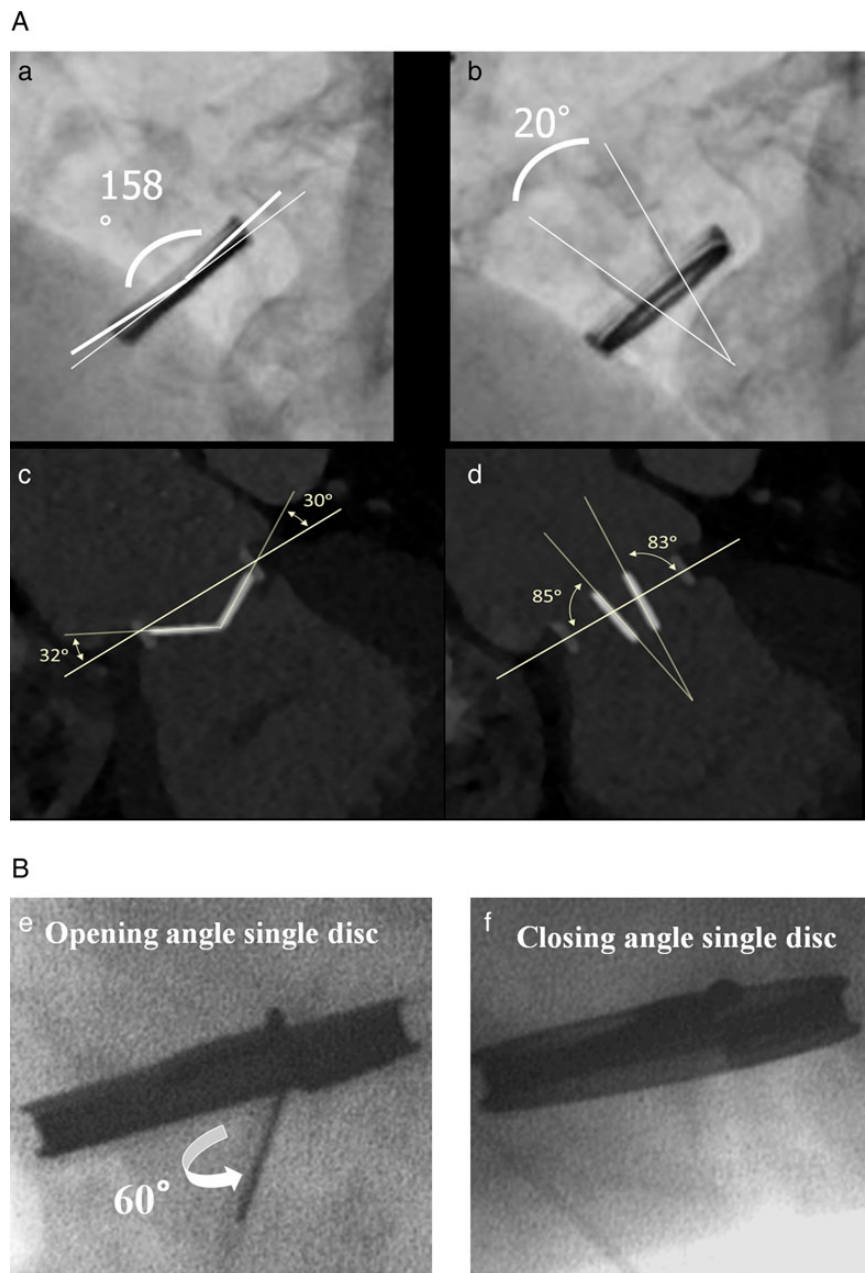 A
a
b
158
°
20°
c
d
30°
32°
83°
85°
B
e
Opening angle single disc
f
Closing angle single disc
60°